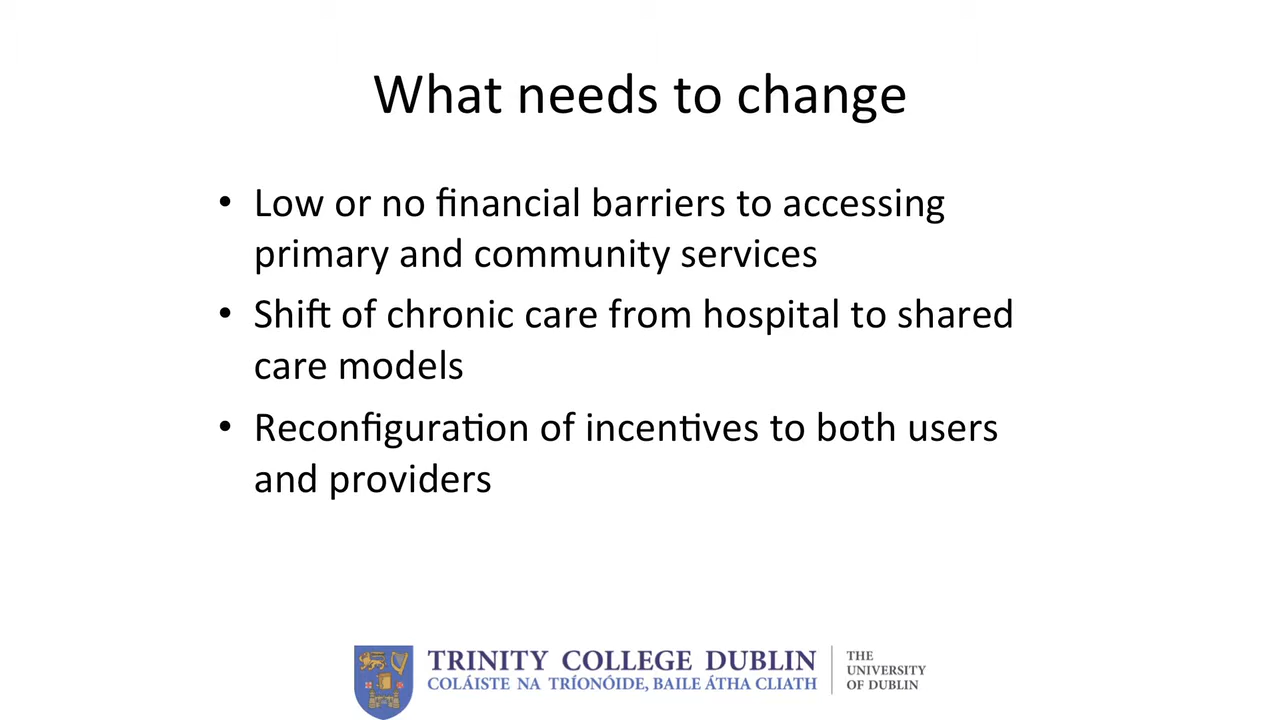 What needs to change
• Low or no financial barriers to accessing
primary and community services
• Shift of chronic care from hospital to shared
care models
• Reconfiguration of incentives to both users
and providers
TRINITY COLLEGE DUBLIN
COLÁISTE NA TRÍONÓIDE, BAILE ÁTHA CLIATH
THE
UNIVERSITY
OF DUBLIN